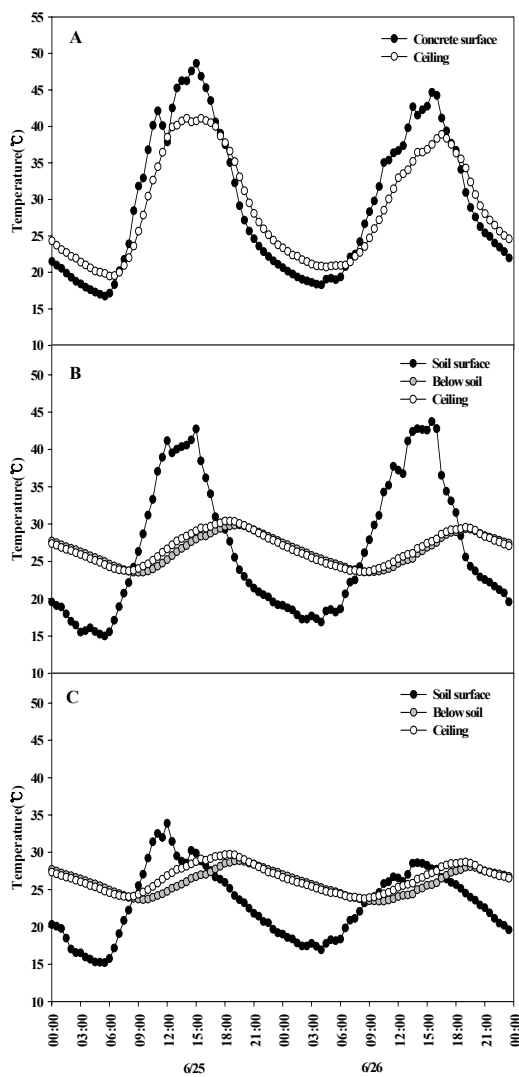 A
Concrete surface
Ceiling
55
50
45
40
35
30
25
20
15
10
Temperature(℃)
B
Soil surface
Below soil
Ceiling
50
45
40
35
30
25
20
15
10
Temperature(℃)
C
Soil surface
Below soil
Ceiling
50
45
40
35
30
25
20
15
10
Temperature(℃)
00:00 03:00 06:00 09:00 12:00 15:00 18:00 21:00 00:00 03:00 06:00 09:00 12:00 15:00 18:00 21:00 00:00
6/25 6/26